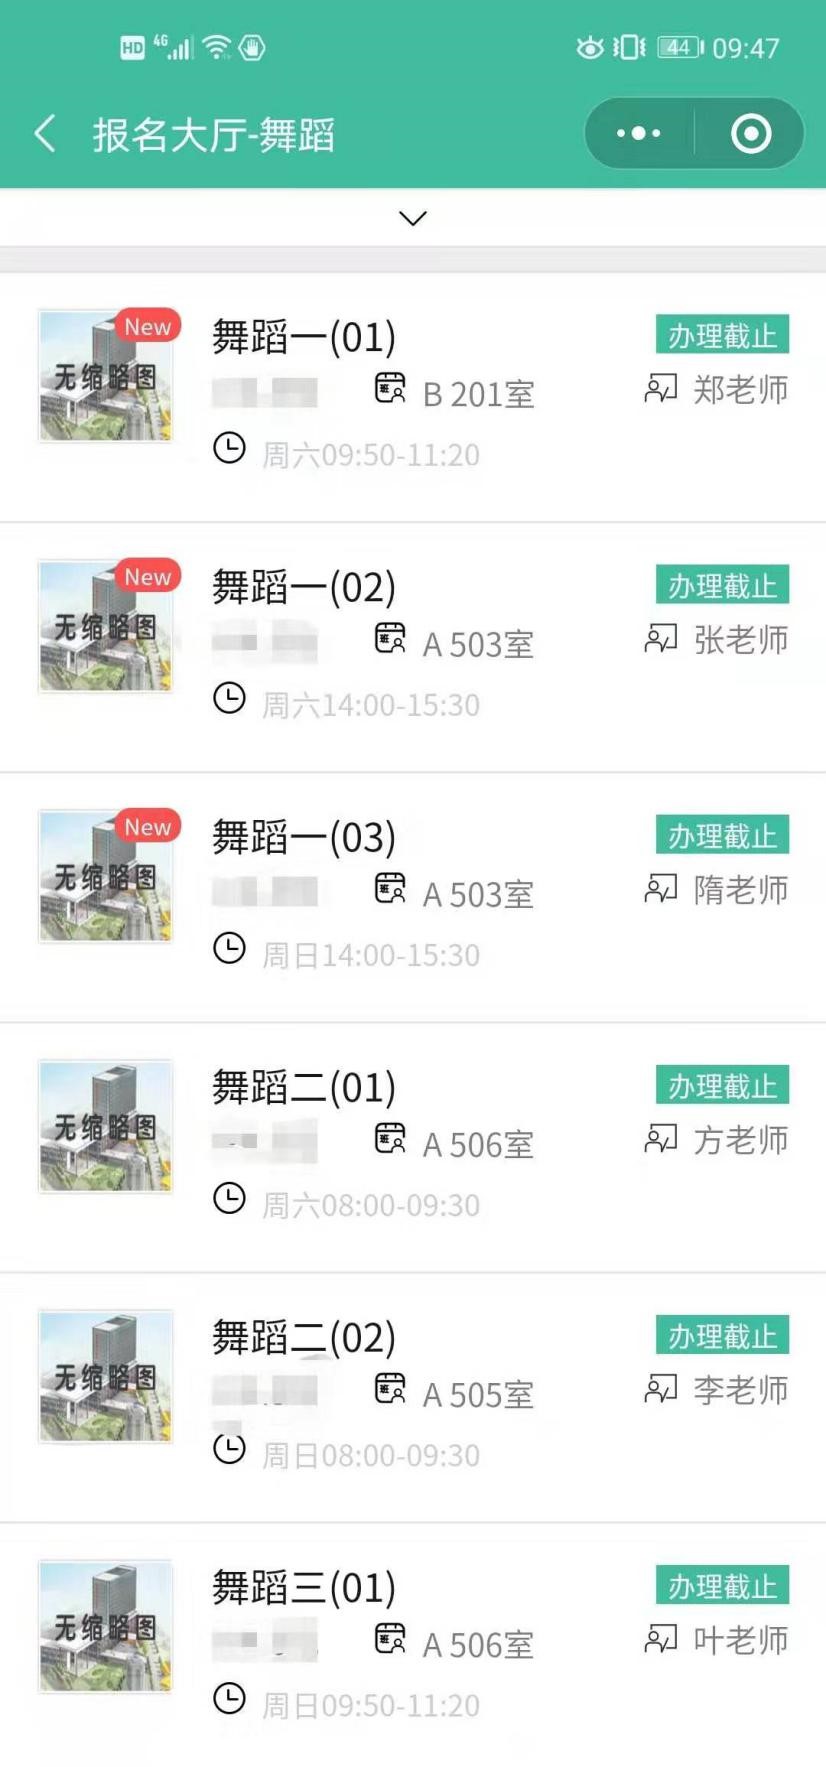 HD 4G 44 09:47
报名大厅-舞蹈
New 舞蹈一(01) 办理截止
无缩略图 班 B 201室 郑老师
周六09:50-11:20
New 舞蹈一(02) 办理截止
无缩略图 班 A 503室 张老师
周六14:00-15:30
New 舞蹈一(03) 办理截止
无缩略图 班 A 503室 隋老师
周日14:00-15:30
舞蹈二(01) 办理截止
无缩略图 班 A 506室 方老师
周六08:00-09:30
舞蹈二(02) 办理截止
无缩略图 班 A 505室 李老师
周日08:00-09:30
舞蹈三(01) 办理截止
无缩略图 班 A 506室 叶老师
周日09:50-11:20